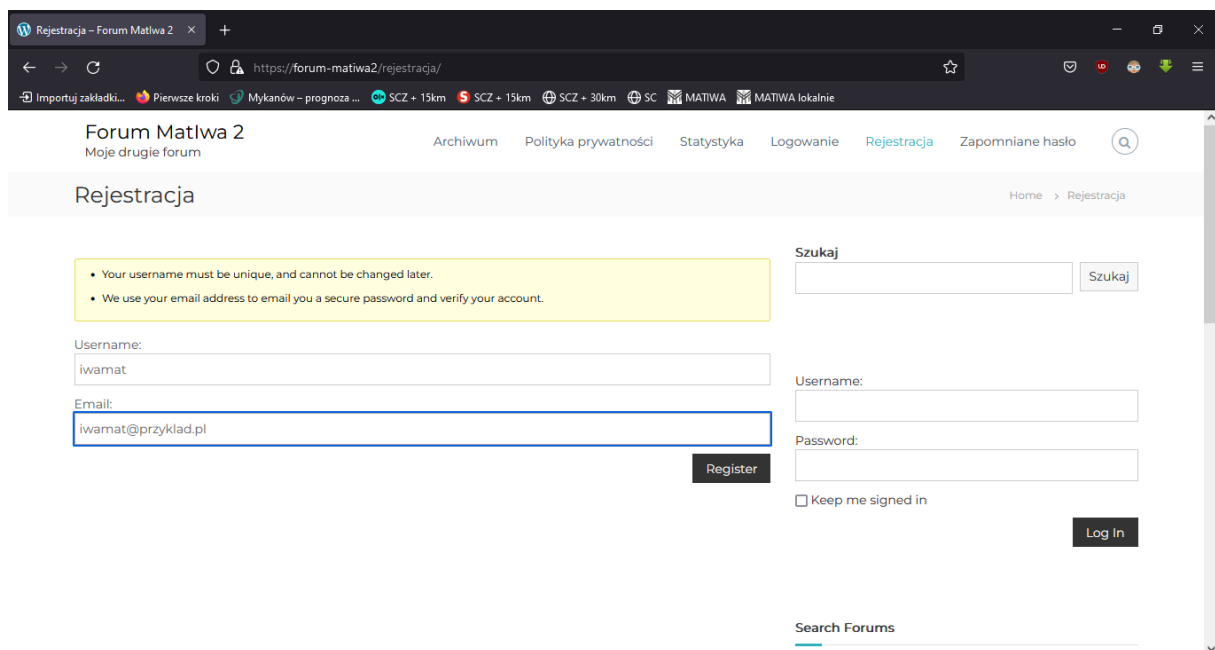 Rejestracja – Forum MatIwa 2
https://forum-matiwa2/rejestracja/
Importuj zakładki... Pierwsze kroki Mykanów – prognoza ... SCZ + 15km SCZ + 15km SCZ + 30km SC MATIWA MATIWA lokalnie
Forum MatIwa 2
Moje drugie forum
Archiwum Polityka prywatności Statystyka Logowanie Rejestracja Zapomniane hasło
Rejestracja
Home > Rejestracja
• Your username must be unique, and cannot be changed later.
• We use your email address to email you a secure password and verify your account.
Username:
iwamat
Email:
iwamat@przyklad.pl
Register
Szukaj
Szukaj
Username:
Password:
Keep me signed in
Log In
Search Forums